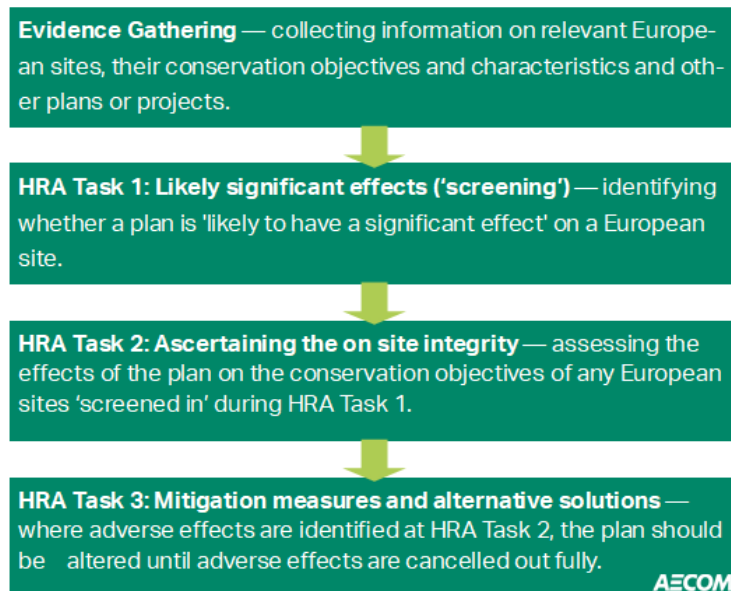 Evidence Gathering — collecting information on relevant Europe-
an sites, their conservation objectives and characteristics and oth-
er plans or projects.
HRA Task 1: Likely significant effects (‘screening’) — identifying
whether a plan is 'likely to have a significant effect' on a European
site.
HRA Task 2: Ascertaining the on site integrity — assessing the
effects of the plan on the conservation objectives of any European
sites ‘screened in’ during HRA Task 1.
HRA Task 3: Mitigation measures and alternative solutions —
where adverse effects are identified at HRA Task 2, the plan should
be altered until adverse effects are cancelled out fully.
AECOM